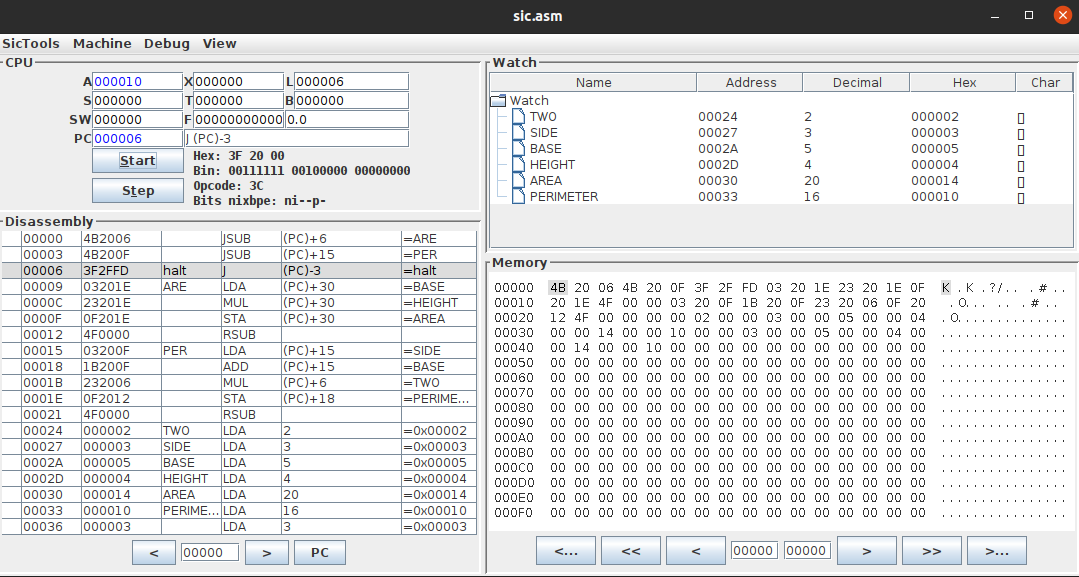 sic.asm
SicTools Machine Debug View
CPU
A 000010 X 000000 L 000006
S 000000 T 000000 B 000000
SW 000000 F 00000000000 0.0
PC 000006 J (PC)-3
Start
Hex: 3F 20 00
Bin: 00111111 00100000 00000000
Opcode: 3C
Bits nixbpe: ni--p-
Step
Disassembly
00000 4B2006 JSUB (PC)+6 =ARE
00003 4B200F JSUB (PC)+15 =PER
00006 3F2FFD halt J (PC)-3 =halt
00009 03201E ARE LDA (PC)+30 =BASE
0000C 23201E MUL (PC)+30 =HEIGHT
0000F 0F201E STA (PC)+30 =AREA
00012 4F0000 RSUB
00015 03200F PER LDA (PC)+15 =SIDE
00018 1B200F ADD (PC)+15 =BASE
0001B 232006 MUL (PC)+6 =TWO
0001E 0F2012 STA (PC)+18 =PERIME...
00021 4F0000 RSUB
00024 000002 TWO LDA 2 =0x00002
00027 000003 SIDE LDA 3 =0x00003
0002A 000005 BASE LDA 5 =0x00005
0002D 000004 HEIGHT LDA 4 =0x00004
00030 000014 AREA LDA 20 =0x00014
00033 000010 PERIME... LDA 16 =0x00010
00036 000003 LDA 3 =0x00003
< 00000 > PC
Watch
Name Address Decimal Hex Char
Watch
TWO 00024 2 000002 []
SIDE 00027 3 000003 []
BASE 0002A 5 000005 []
HEIGHT 0002D 4 000004 []
AREA 00030 20 000014 []
PERIMETER 00033 16 000010 []
Memory
00000 4B 20 06 4B 20 0F 3F 2F FD 03 20 1E 23 20 1E 0F K . K . ? / . . . # . .
00010 20 1E 4F 00 00 03 20 0F 1B 20 0F 23 20 06 0F 20 . O . . . . . . # . .
00020 12 4F 00 00 00 00 02 00 00 03 00 00 05 00 00 04 . O . . . . . . . . . . . . . .
00030 00 00 14 00 00 10 00 00 03 00 00 05 00 00 04 00 . . . . . . . . . . . . . . . .
00040 00 14 00 00 10 00 00 00 00 00 00 00 00 00 00 00 . . . . . . . . . . . . . . . .
00050 00 00 00 00 00 00 00 00 00 00 00 00 00 00 00 00 . . . . . . . . . . . . . . . .
00060 00 00 00 00 00 00 00 00 00 00 00 00 00 00 00 00 . . . . . . . . . . . . . . . .
00070 00 00 00 00 00 00 00 00 00 00 00 00 00 00 00 00 . . . . . . . . . . . . . . . .
00080 00 00 00 00 00 00 00 00 00 00 00 00 00 00 00 00 . . . . . . . . . . . . . . . .
00090 00 00 00 00 00 00 00 00 00 00 00 00 00 00 00 00 . . . . . . . . . . . . . . . .
000A0 00 00 00 00 00 00 00 00 00 00 00 00 00 00 00 00 . . . . . . . . . . . . . . . .
000B0 00 00 00 00 00 00 00 00 00 00 00 00 00 00 00 00 . . . . . . . . . . . . . . . .
000C0 00 00 00 00 00 00 00 00 00 00 00 00 00 00 00 00 . . . . . . . . . . . . . . . .
000D0 00 00 00 00 00 00 00 00 00 00 00 00 00 00 00 00 . . . . . . . . . . . . . . . .
000E0 00 00 00 00 00 00 00 00 00 00 00 00 00 00 00 00 . . . . . . . . . . . . . . . .
000F0 00 00 00 00 00 00 00 00 00 00 00 00 00 00 00 00 . . . . . . . . . . . . . . . .
<... << < 00000 00000 > >> >...